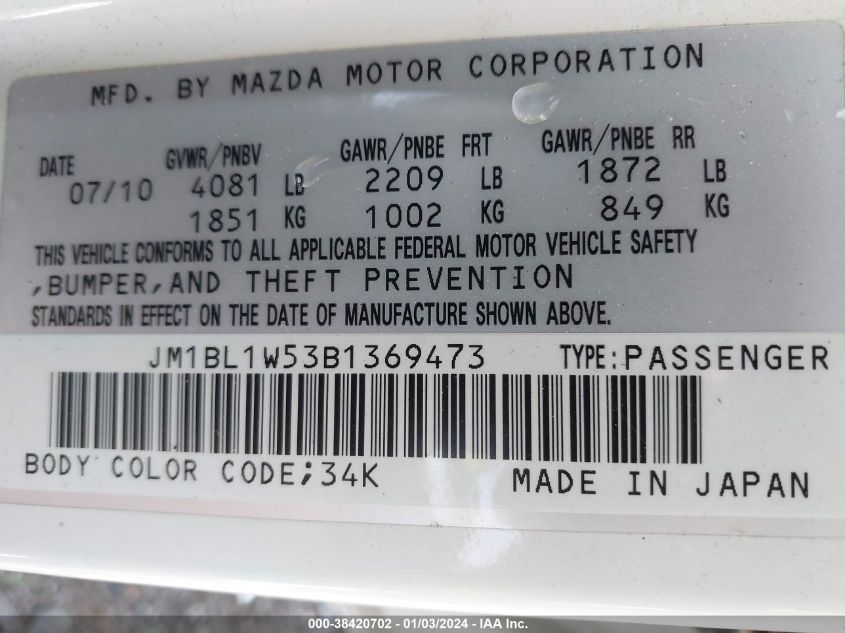 MFD. BY MAZDA MOTOR CORPORATION
DATE GVWR/PNBV GAWR/PNBE FRT GAWR/PNBE RR
07/10 4081 LB 2209 LB 1872 LB
1851 KG 1002 KG 849 KG
THIS VEHICLE CONFORMS TO ALL APPLICABLE FEDERAL MOTOR VEHICLE SAFETY
,BUMPER,AND THEFT PREVENTION
STANDARDS IN EFFECT ON THE DATE OF MANUFACTURE SHOWN ABOVE.
JM1BL1W53B1369473 TYPE:PASSENGER
BODY COLOR CODE;34K MADE IN JAPAN
000-38420702 - 01/03/2024 - IAA Inc.